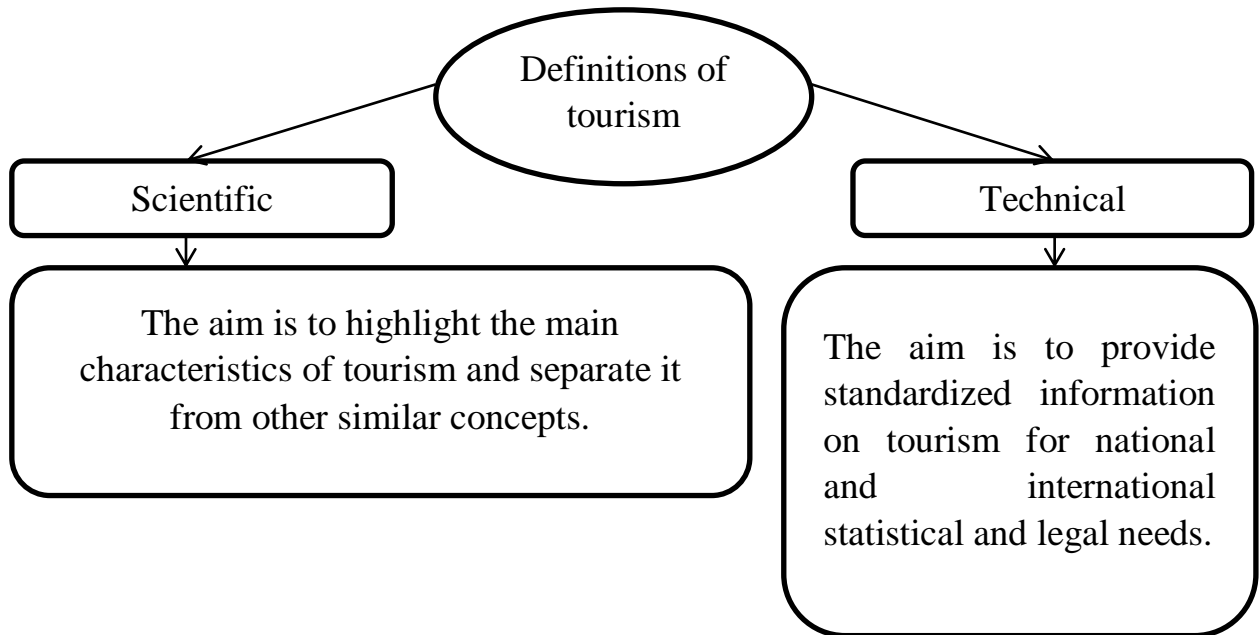 Definitions of
tourism
Scientific
Technical
The aim is to highlight the main
characteristics of tourism and separate it
from other similar concepts.
The aim is to provide
standardized information
on tourism for national
and international
statistical and legal needs.